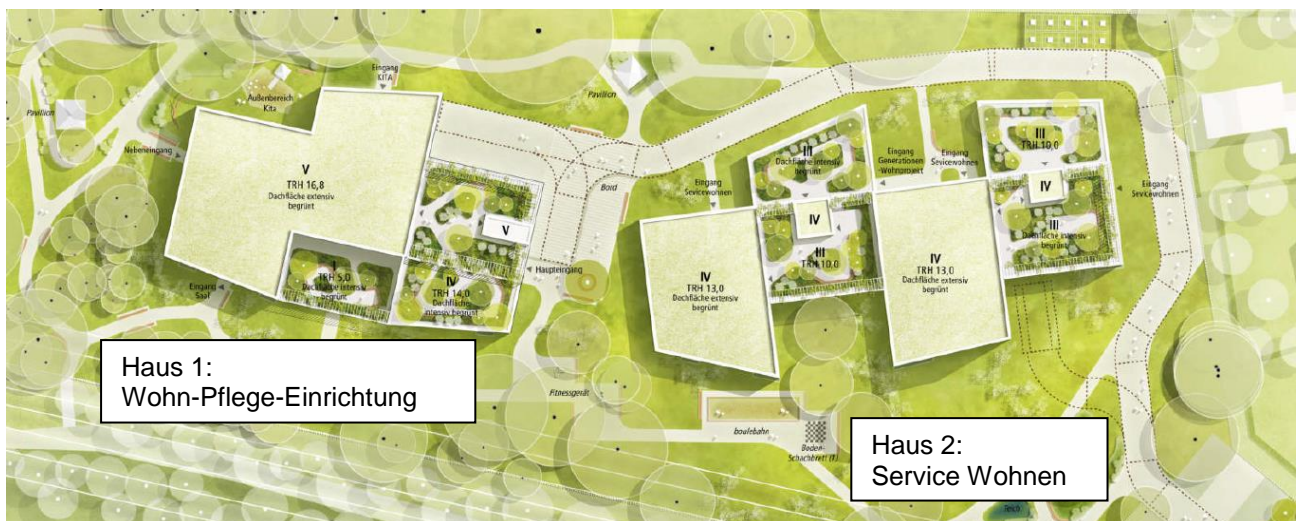 Eingang
KITA
Pavillon
Außenbereich
Kita
Pavillon
Nebeneingang
V
TRH 16,8
Dachfläche extensiv
begrünt
Bord
Eingang
Sevicewohnen
III
Dachfläche intensiv
begrünt
Eingang
Generationen
Wohnprojekt
Eingang
Sevicewohnen
III
TRH 10,0
Eingang
Sevicewohnen
V
IV
IV
III
Dachfläche intensiv
begrünt
III
TRH 10,0
Haupteingang
I
TRH 5,0
Dachfläche intensiv
begrünt
IV
TRH 14,0
Dachfläche
intensiv begrünt
IV
TRH 13,0
Dachfläche extensiv
begrünt
IV
TRH 13,0
Dachfläche extensiv
begrünt
Eingang
Saal
Haus 1:
Wohn-Pflege-Einrichtung
Fitnessgerät
boulebahn
Boden-
Schachbrett (?)
Haus 2:
Service Wohnen
Teich